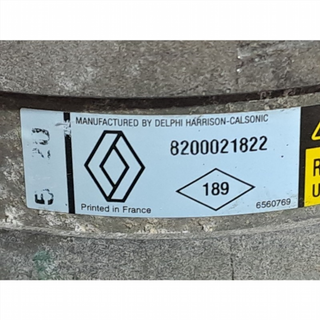 MANUFACTURED BY DELPHI HARRISON-CALSONIC
8200021822
189
Printed in France
6560769